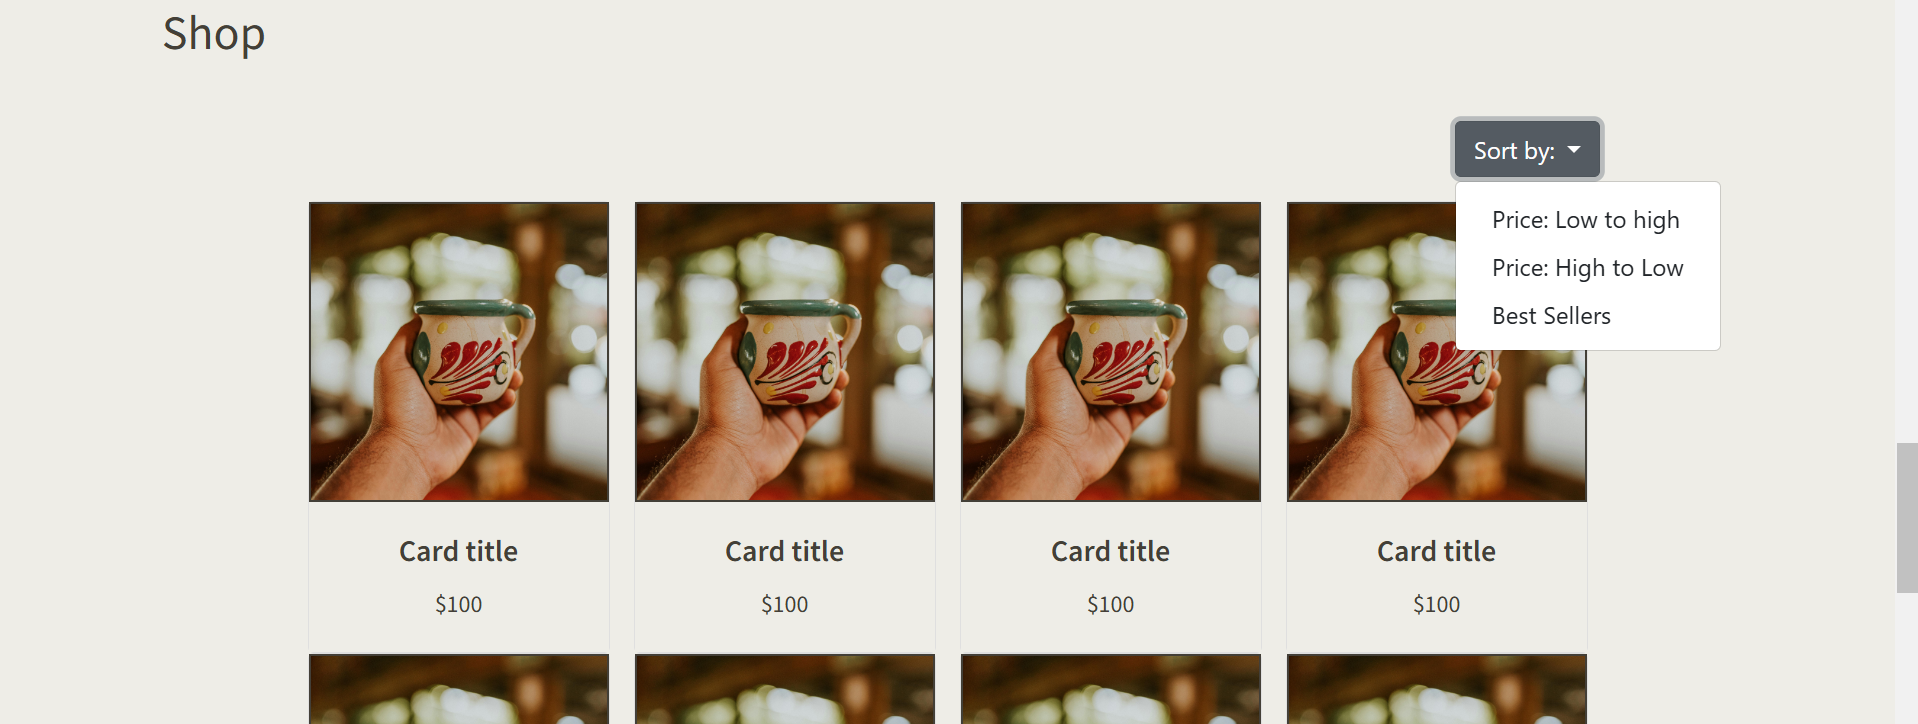 Shop
Sort by:
Price: Low to high
Price: High to Low
Best Sellers
Card title
Card title
Card title
Card title
$100
$100
$100
$100